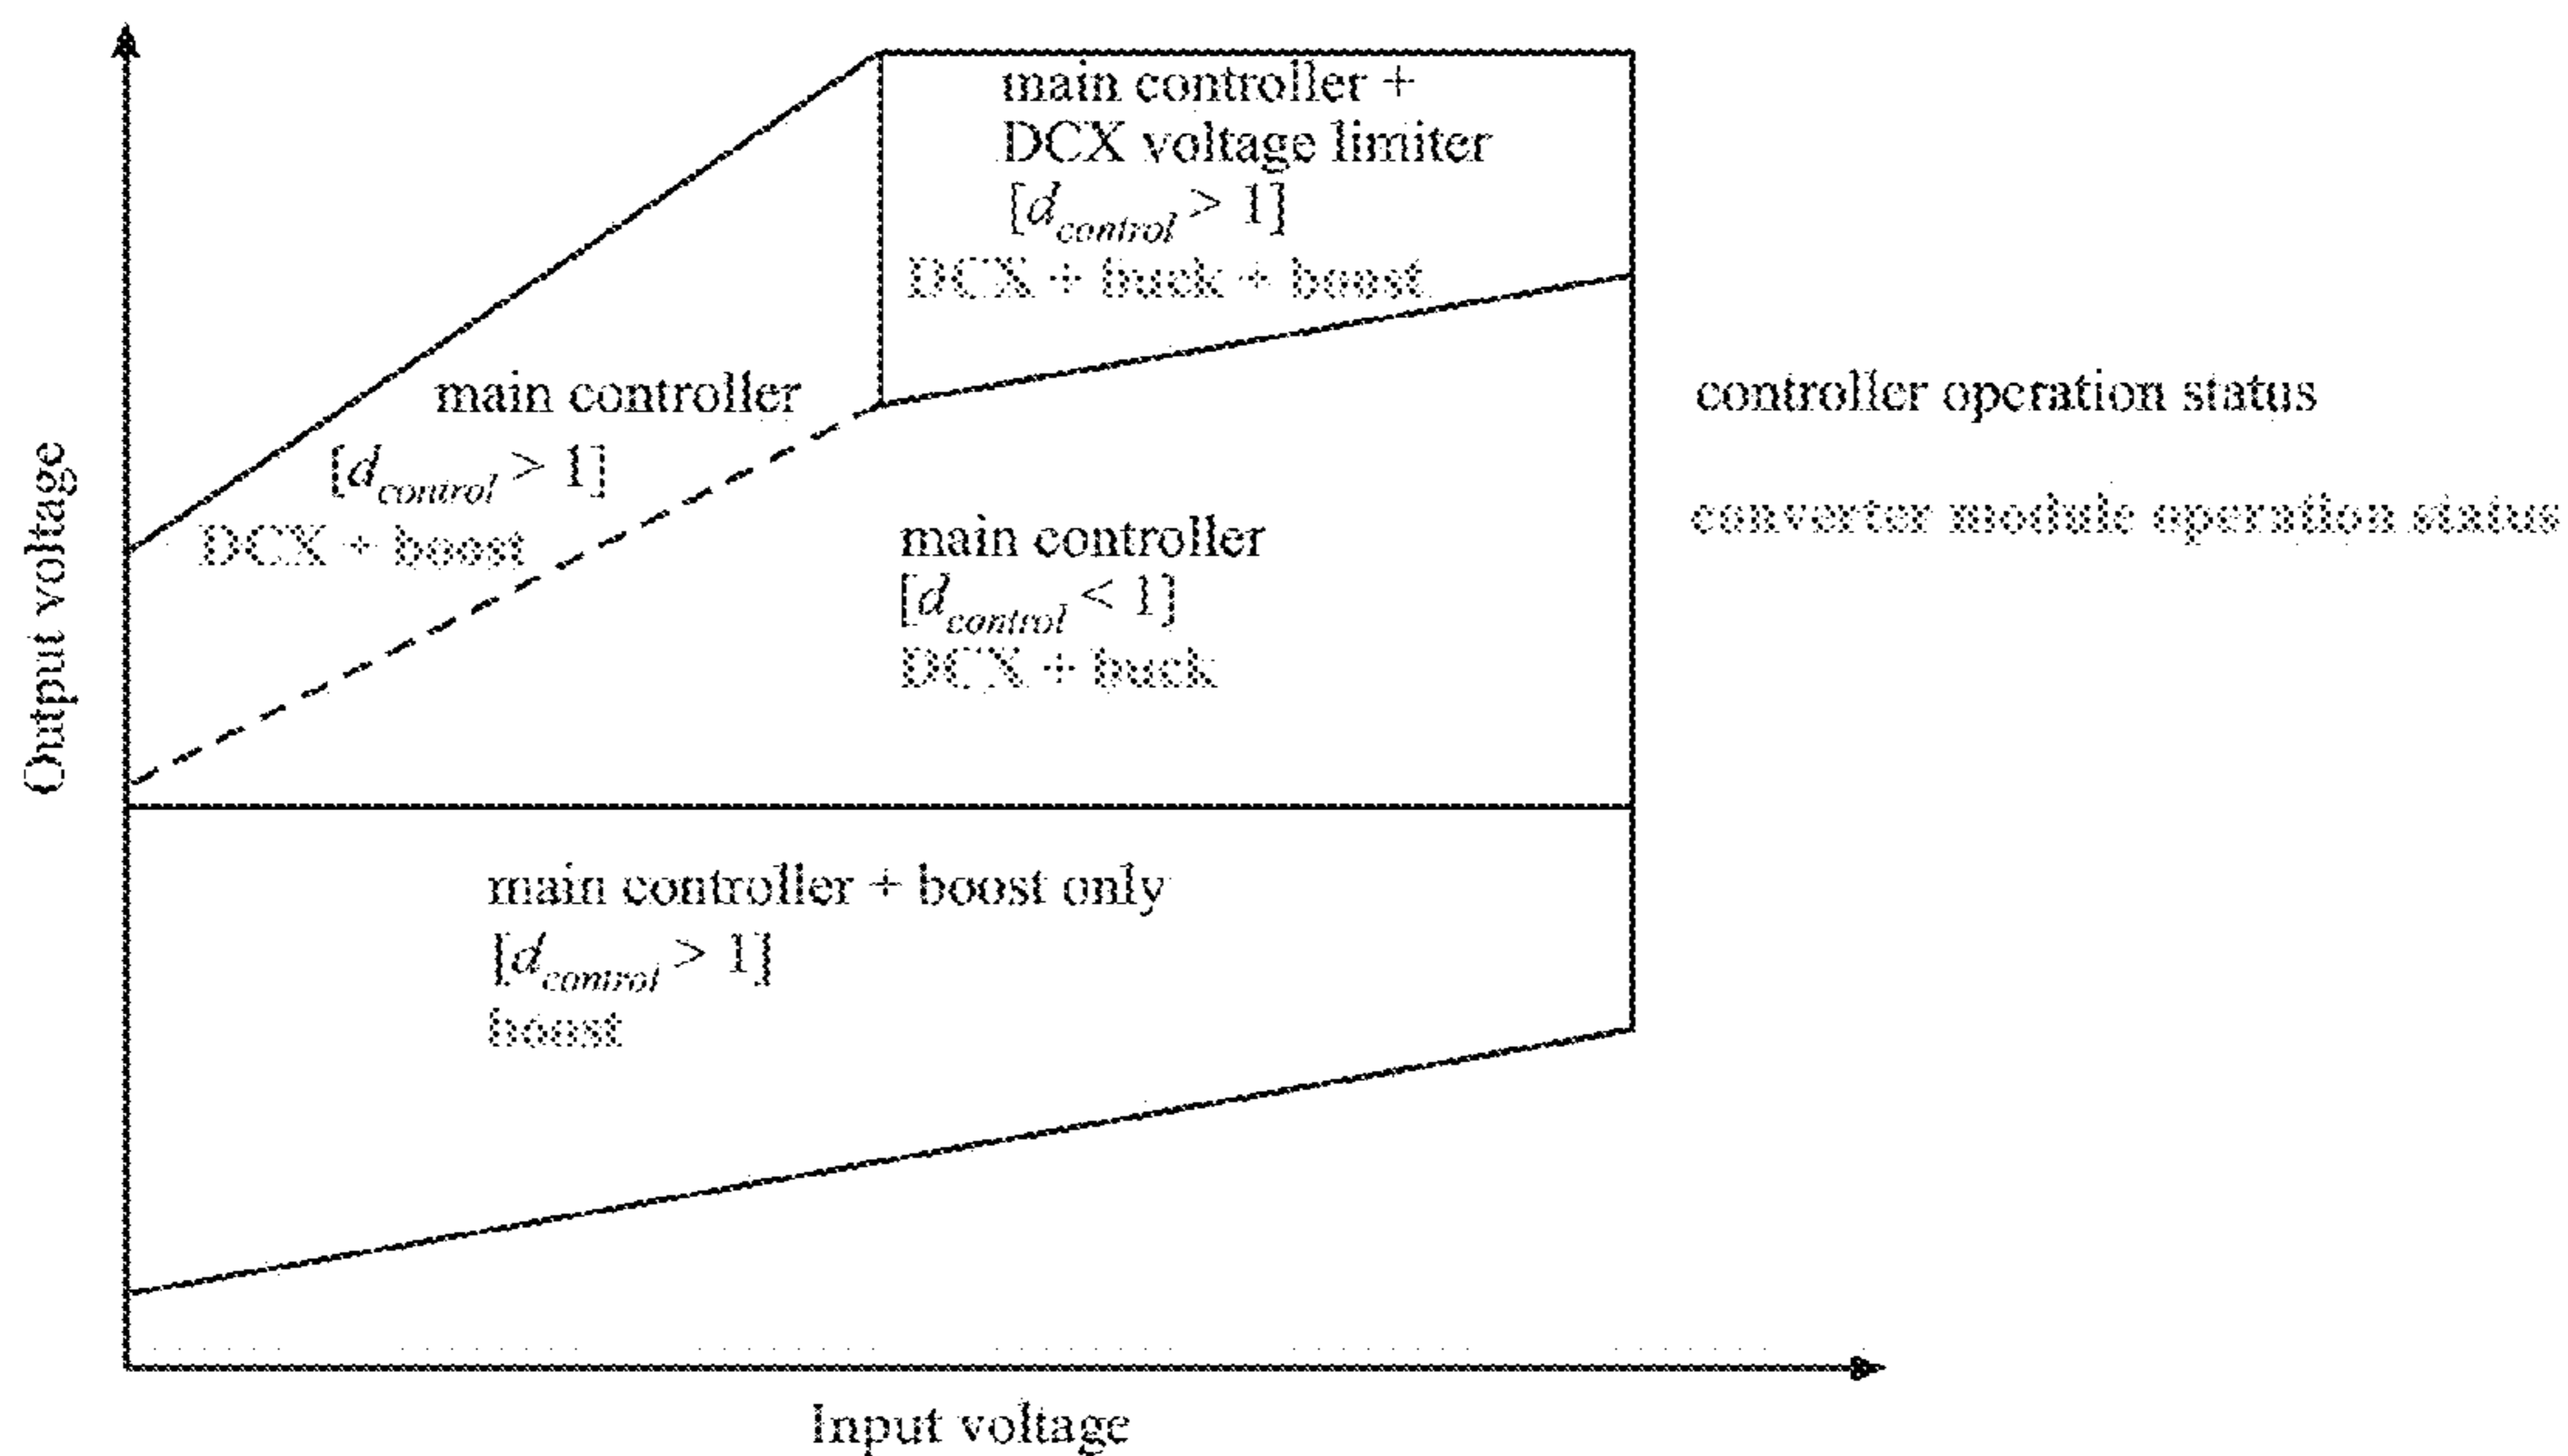 main controller +
DCX voltage limiter
[d_control > 1]
DCX + buck + boost
main controller
[d_control > 1]
DCX + boost
controller operation status
converter module operation status
main controller
[d_control < 1]
DCX + buck
Output voltage
main controller + boost only
[d_control > 1]
boost
Input voltage